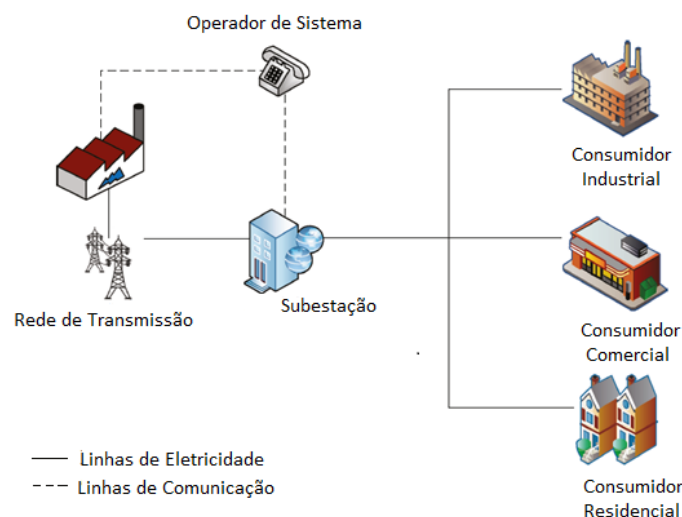 Operador de Sistema
Consumidor
Industrial
Rede de Transmissão
Subestação
Consumidor
Comercial
Linhas de Eletricidade
Linhas de Comunicação
Consumidor
Residencial